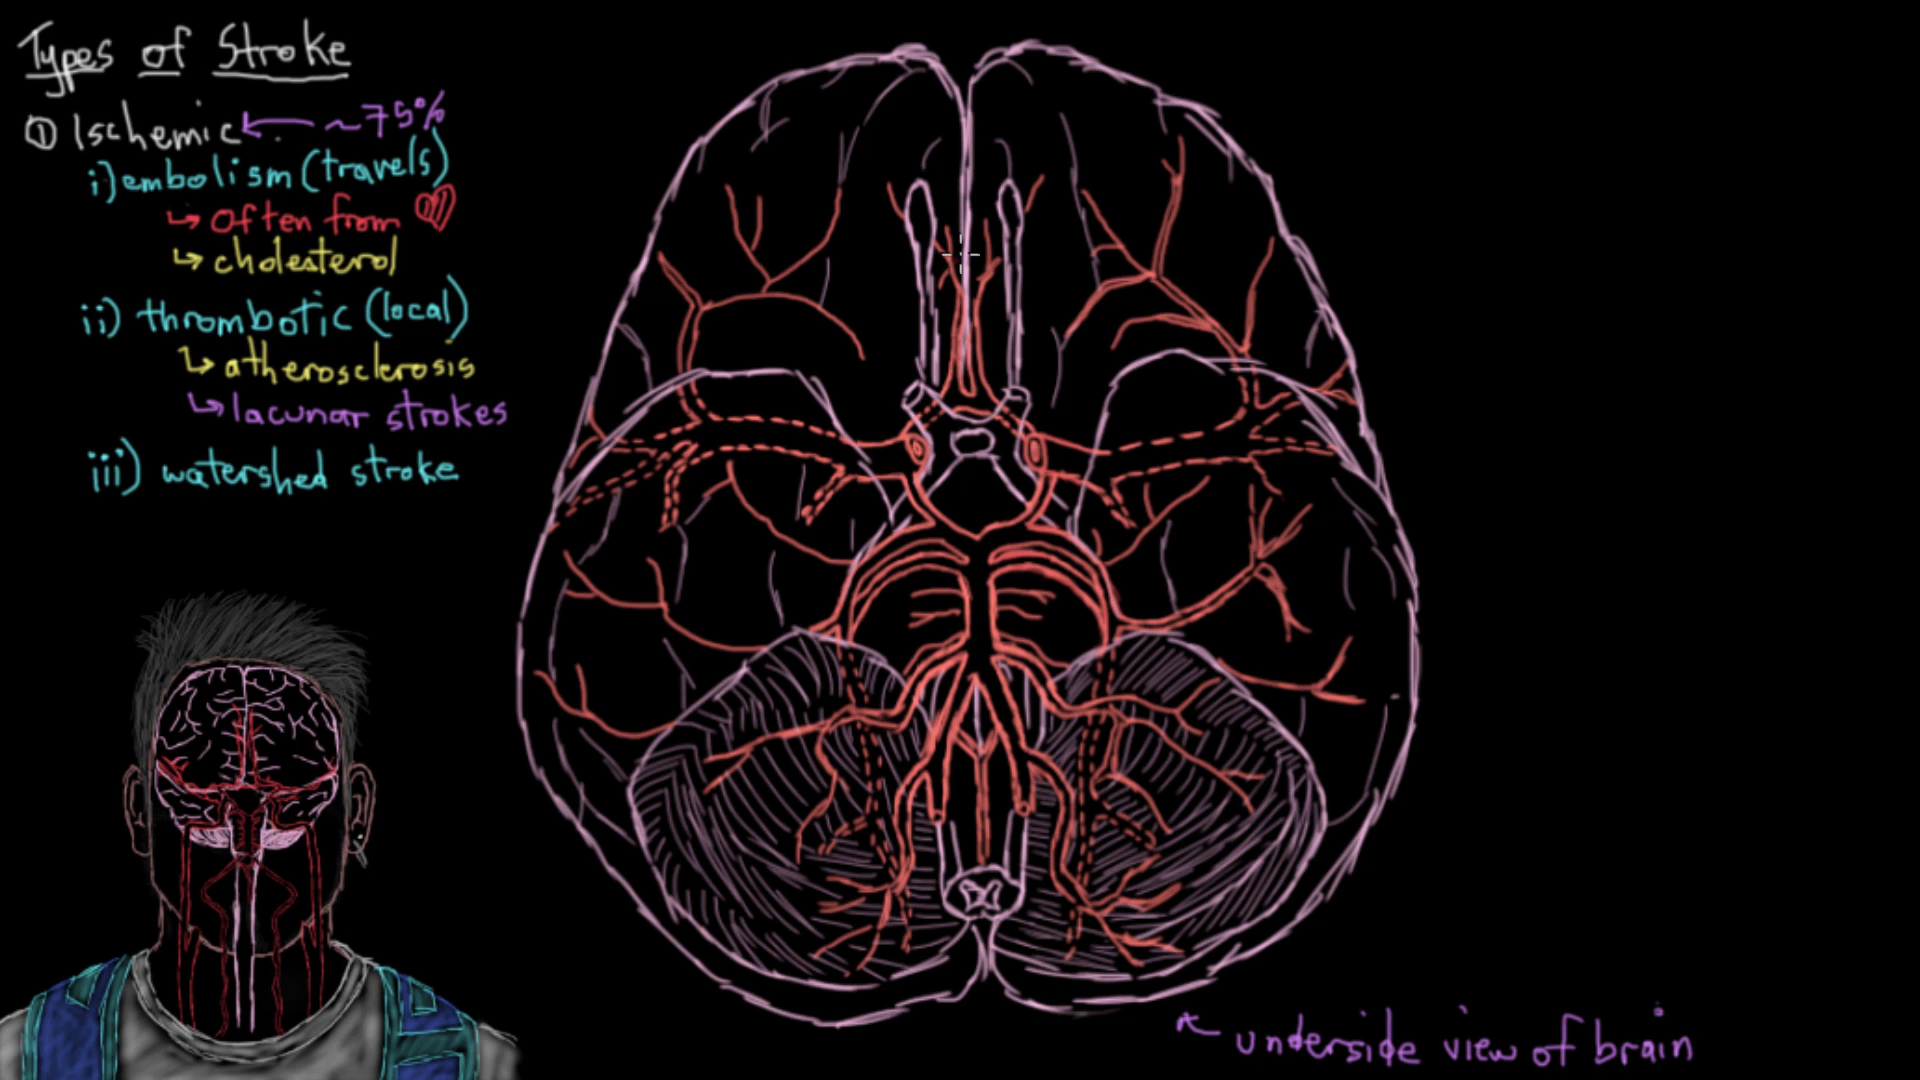 Types of Stroke
① Ischemic ← ~75%
i) embolism (travels)
↳ often from
↳ cholesterol
ii) thrombotic (local)
↳ atherosclerosis
↳ lacunar strokes
iii) watershed stroke
↖ underside view of brain